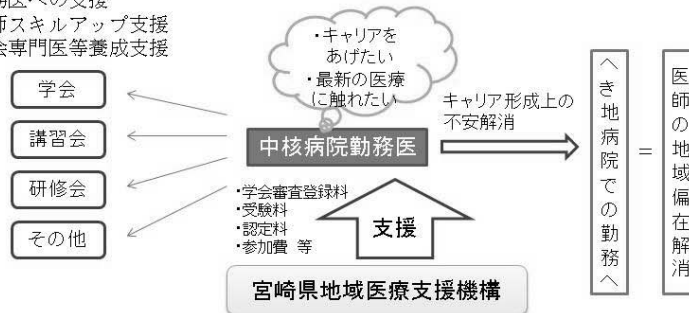 師スキルアップ支援
会専門医等養成支援
学会
講習会
研修会
その他
・キャリアを
あげたい
・最新の医療
に触れたい
中核病院勤務医
キャリア形成上の
不安解消
・学会審査登録料
・受験料
・認定料
・参加費 等
支援
宮崎県地域医療支援機構
へき地病院での勤務へ
=
医師の地域偏在解消